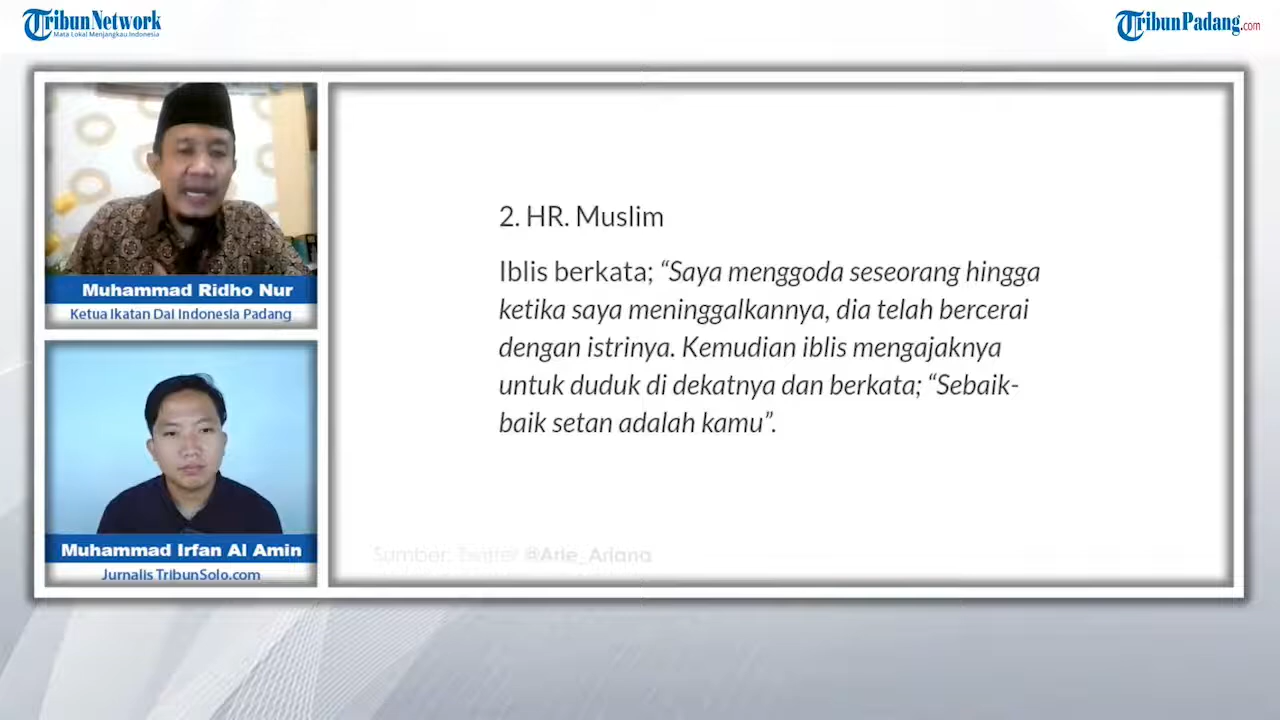 TribunNetwork
Mata Lokal Menjangkau Indonesia
TribunPadang.com
Muhammad Ridho Nur
Ketua Ikatan Dai Indonesia Padang
Muhammad Irfan Al Amin
Jurnalis TribunSolo.com
2. HR. Muslim
Iblis berkata; “Saya menggoda seseorang hingga
ketika saya meninggalkannya, dia telah bercerai
dengan istrinya. Kemudian iblis mengajaknya
untuk duduk di dekatnya dan berkata; “Sebaik-
baik setan adalah kamu”.
Sumber: Twitter @Arie_Ariana